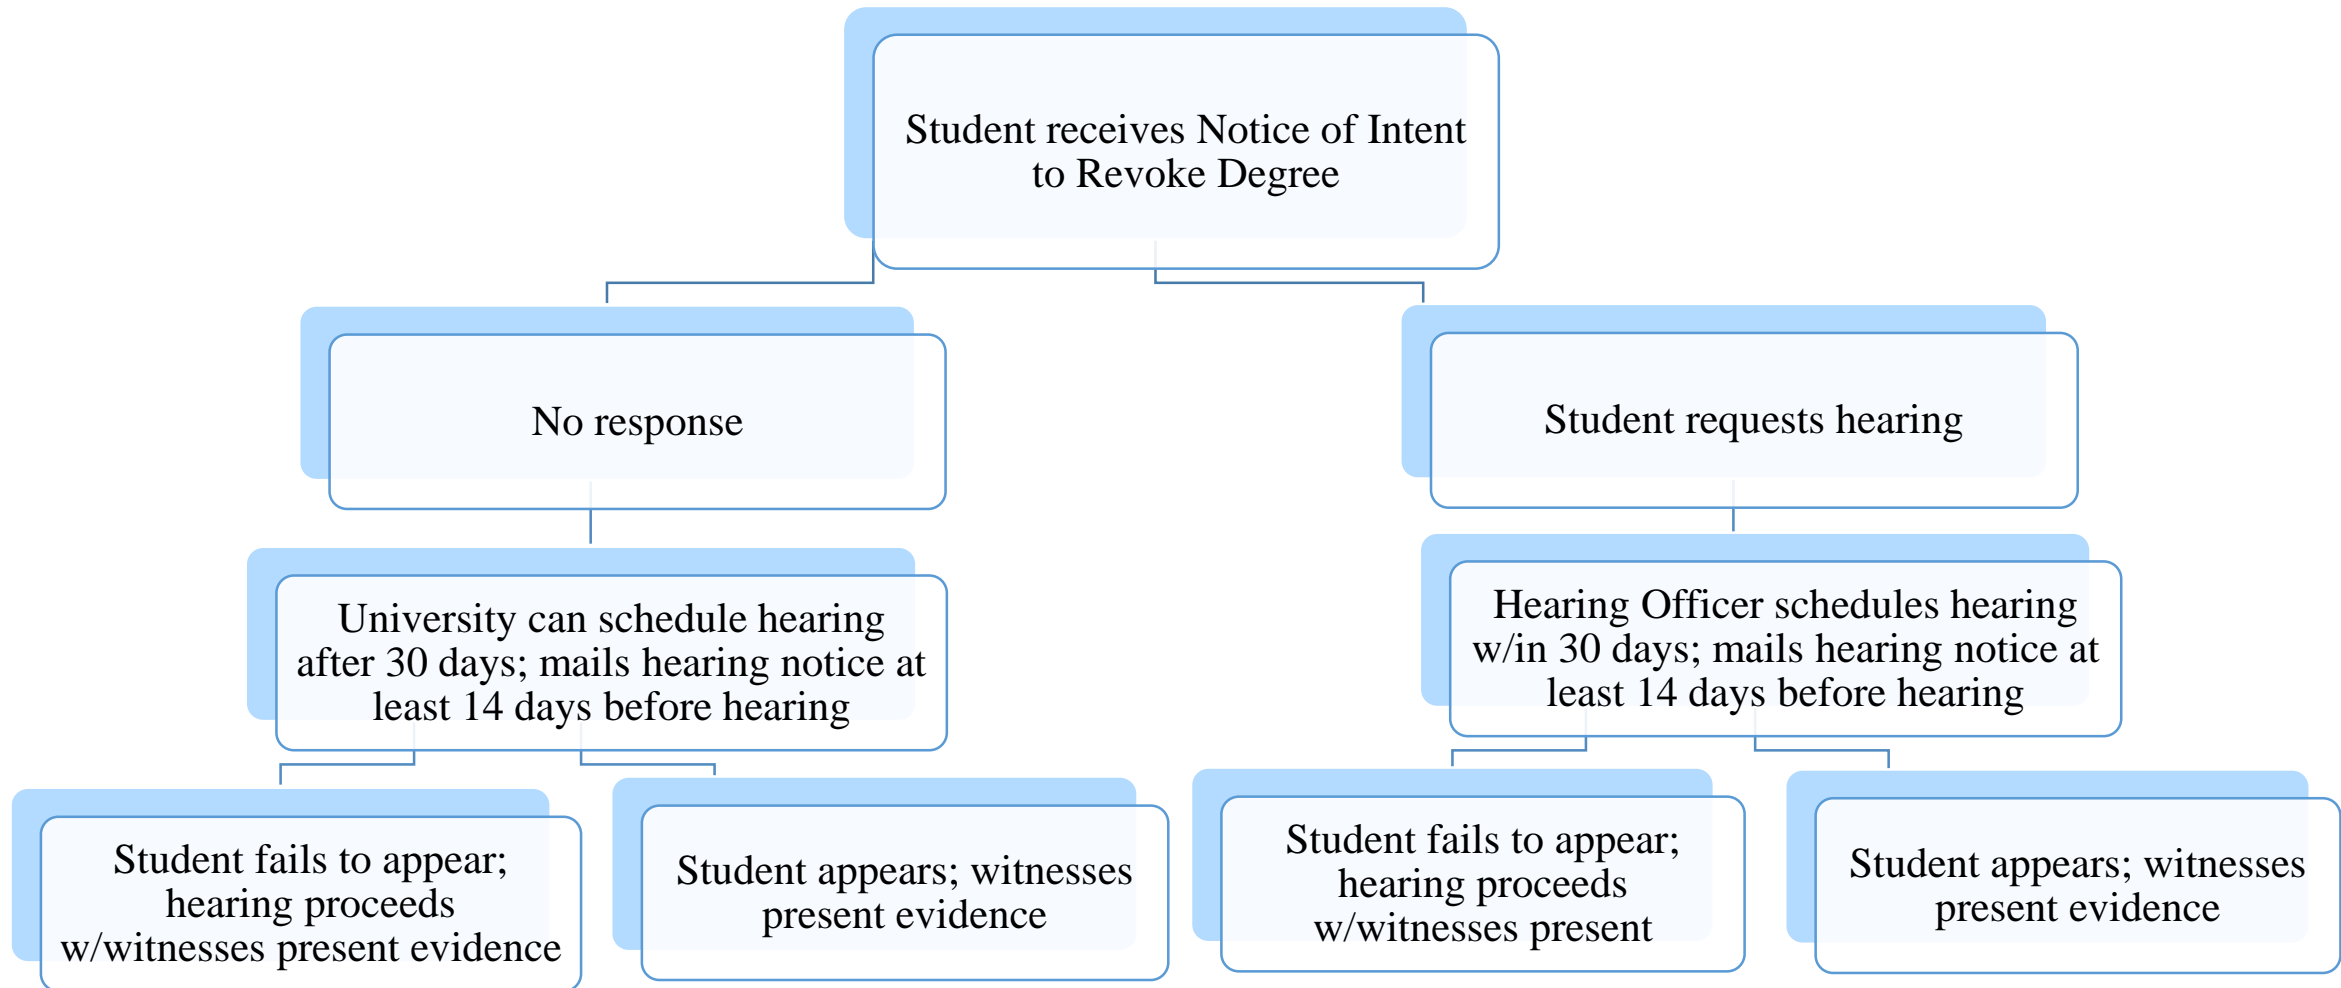 Student receives Notice of Intent
to Revoke Degree
No response
Student requests hearing
University can schedule hearing
after 30 days; mails hearing notice at
least 14 days before hearing
Hearing Officer schedules hearing
w/in 30 days; mails hearing notice at
least 14 days before hearing
Student fails to appear;
hearing proceeds
w/witnesses present evidence
Student appears; witnesses
present evidence
Student fails to appear;
hearing proceeds
w/witnesses present
Student appears; witnesses
present evidence